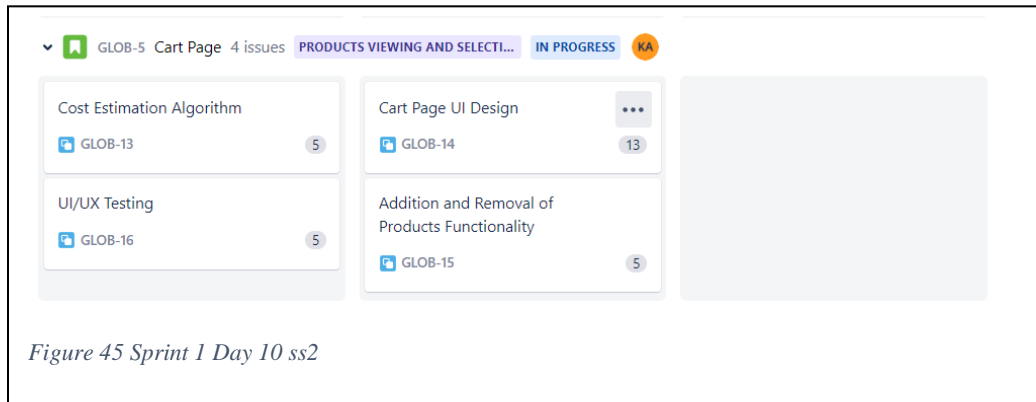 GLOB-5 Cart Page 4 issues PRODUCTS VIEWING AND SELECTI... IN PROGRESS KA
Cost Estimation Algorithm
GLOB-13 5
UI/UX Testing
GLOB-16 5
Cart Page UI Design
GLOB-14 13
Addition and Removal of
Products Functionality
GLOB-15 5
Figure 45 Sprint 1 Day 10 ss2